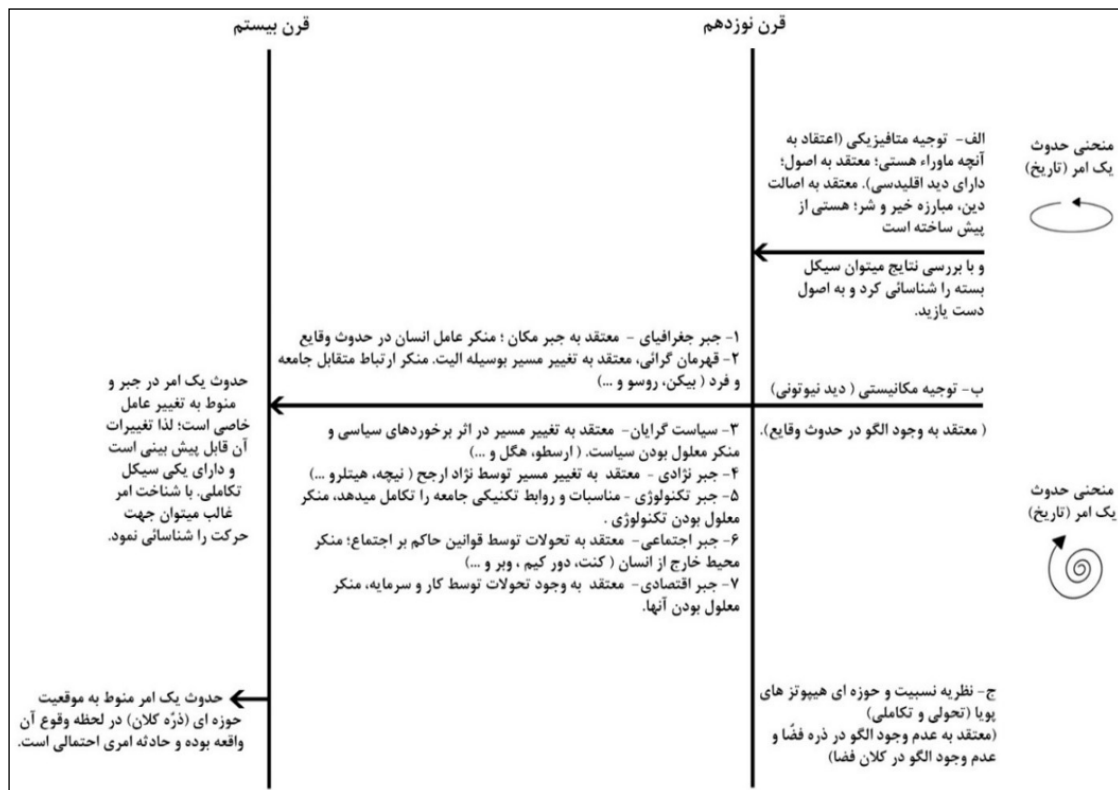 قرن نوزدهم
قرن بیستم
منحنی حدوث
یک امر (تاریخ)
الف- توجیه متافیزیکی (اعتقاد به
آنچه ماوراء هستی؛ معتقد به اصول؛
دارای دید اقلیدسی). معتقد به اصالت
دین، مبارزه خیر و شر؛ هستی از
پیش ساخته است
و با بررسی نتایج میتوان سیکل
بسته را شناسائی کرد و به اصول
دست یازید.
ب- توجیه مکانیستی ( دید نیوتونی)
( معتقد به وجود الگو در حدوث وقایع).
۱- جبر جغرافیای - معتقد به جبر مکان ؛ منکر عامل انسان در حدوث وقایع
۲- قهرمان گرائی، معتقد به تغییر مسیر بوسیله الیت. منکر ارتباط متقابل جامعه
و فرد ( بیکن، روسو و ...)
۳- سیاست گرایان- معتقد به تغییر مسیر در اثر برخوردهای سیاسی و
منکر معلول بودن سیاست. ( ارسطو، هگل و ...)
۴- جبر نژادی - معتقد به تغییر مسیر توسط نژاد ارجح ( نیچه، هیتلرو ...)
۵- جبر تکنولوژی - مناسبات و روابط تکنیکی جامعه را تکامل میدهد، منکر
معلول بودن تکنولوژی .
۶- جبر اجتماعی- معتقد به تحولات توسط قوانین حاکم بر اجتماع؛ منکر
محیط خارج از انسان ( کنت، دور کیم ، وبر و ...)
۷- جبر اقتصادی- معتقد به وجود تحولات توسط کار و سرمایه، منکر
معلول بودن آنها.
حدوث یک امر در جبر و
منوط به تغییر عامل
خاصی است؛ لذا تغییرات
آن قابل پیش بینی است
و دارای یکی سیکل
تکاملی. با شناخت امر
غالب میتوان جهت
حرکت را شناسائی نمود.
منحنی حدوث
یک امر (تاریخ)
ج- نظریه نسبیت و حوزه ای هیپوتز های
پویا (تحولی و تکاملی)
(معتقد به عدم وجود الگو در ذره فضّا و
عدم وجود الگو در کلان فضا)
حدوث یک امر منوط به موقعیت
حوزه ای (ذرّه کلان) در لحظه وقوع آن
واقعه بوده و حادثه امری احتمالی است.